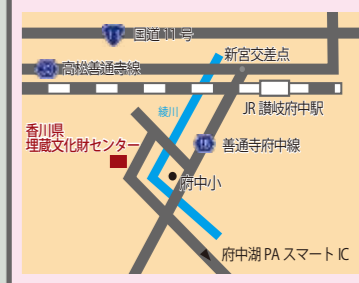 国道11号
新宮交差点
高松善通寺線
JR讃岐府中駅
綾川
香川県
埋蔵文化財センター
善通寺府中線
府中小
府中湖PAスマートIC